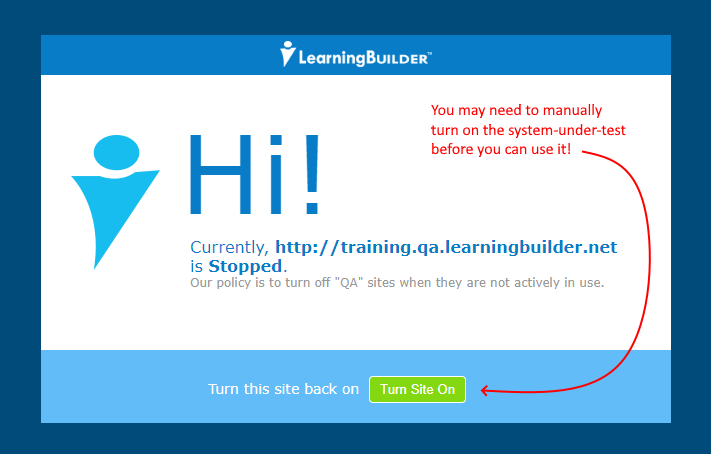 LearningBuilder™
You may need to manually
turn on the system-under-test
before you can use it!
Hi!
Currently, http://training.qa.learningbuilder.net
is Stopped.
Our policy is to turn off "QA" sites when they are not actively in use.
Turn this site back on
Turn Site On